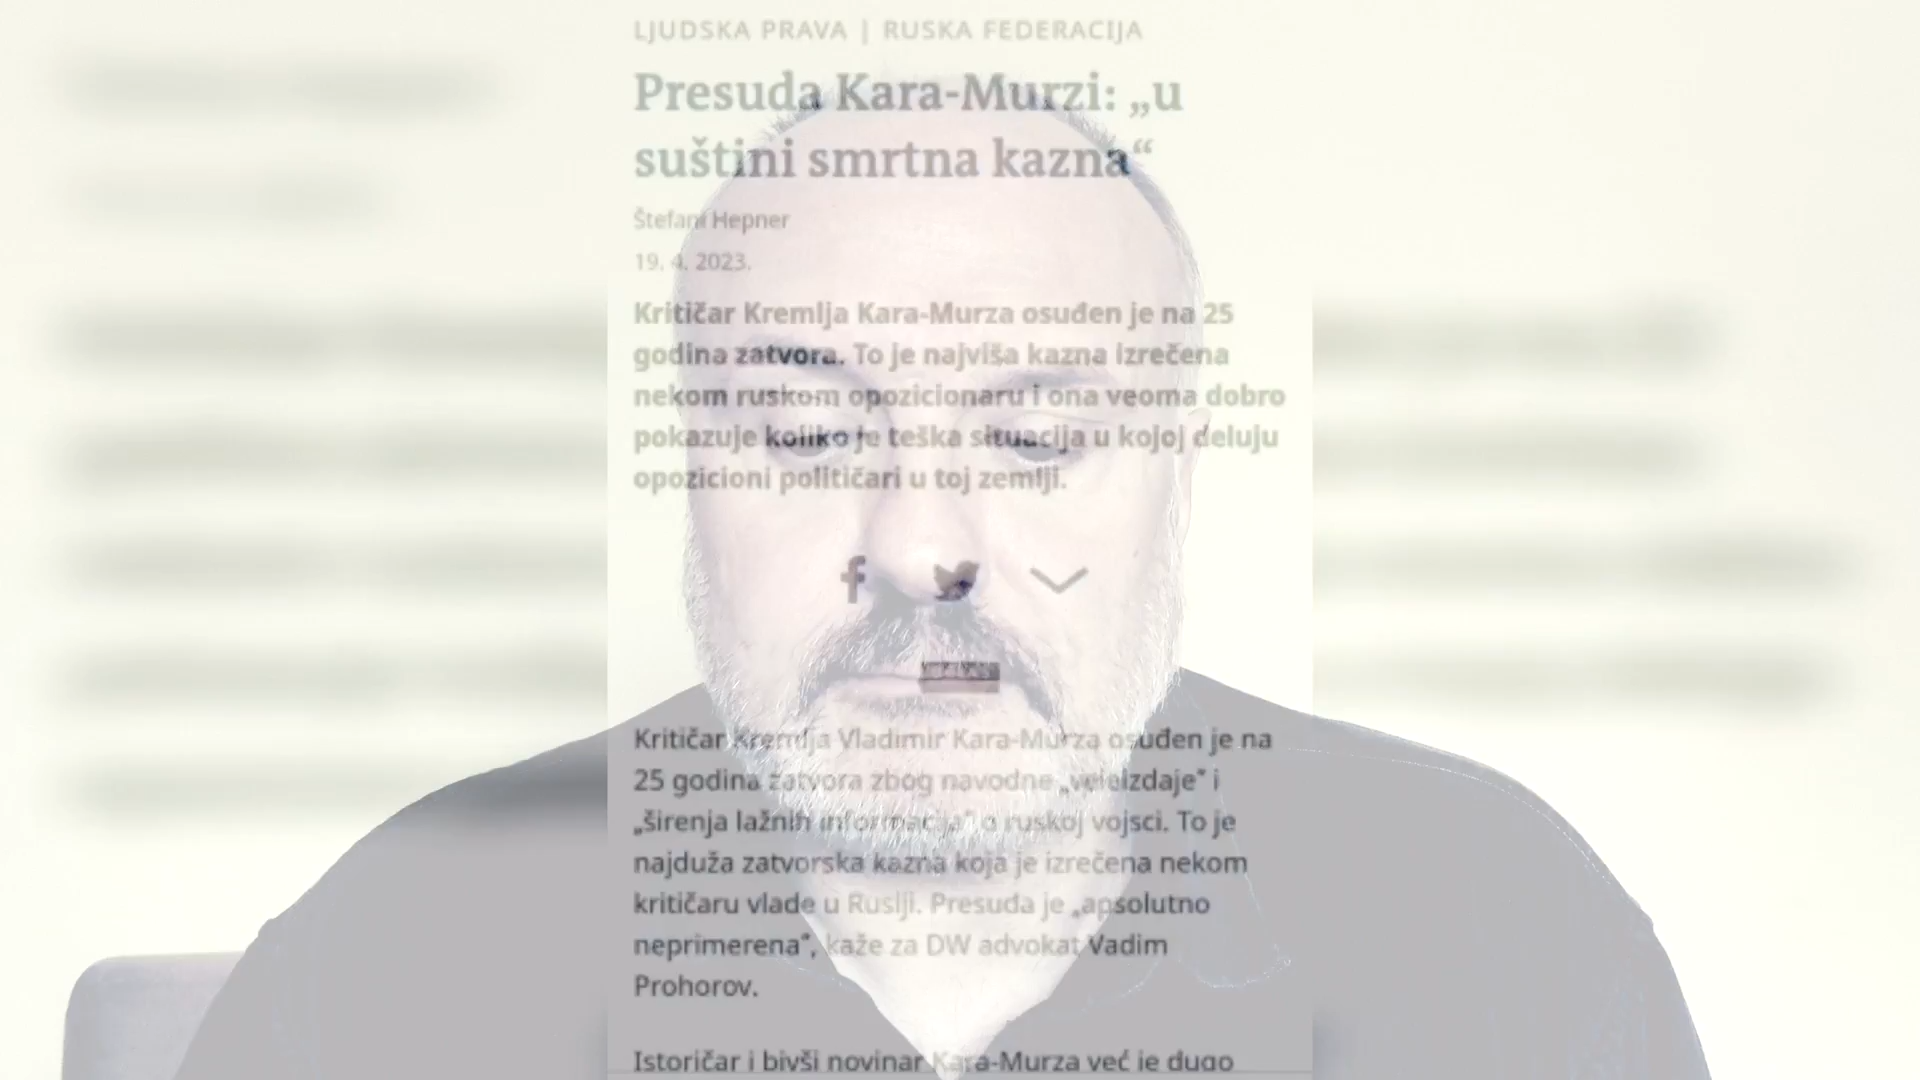 LJUDSKA PRAVA | RUSKA FEDERACIJA
Presuda Kara-Murzi: „u
suštini smrtna kazna“
Štefani Hepner
19. 4. 2023.
Kritičar Kremlja Kara-Murza osuđen je na 25
godina zatvora. To je najviša kazna izrečena
nekom ruskom opozicionaru i ona veoma dobro
pokazuje koliko je teška situacija u kojoj deluju
opozicioni političari u toj zemlji.
Kritičar Kremlja Vladimir Kara-Murza osuđen je na
25 godina zatvora zbog navodne „veleizdaje“ i
„širenja lažnih informacija“ o ruskoj vojsci. To je
najduža zatvorska kazna koja je izrečena nekom
kritičaru vlade u Rusiji. Presuda je „apsolutno
neprimerena“, kaže za DW advokat Vadim
Prohorov.
Istoričar i bivši novinar Kara-Murza već je dugo